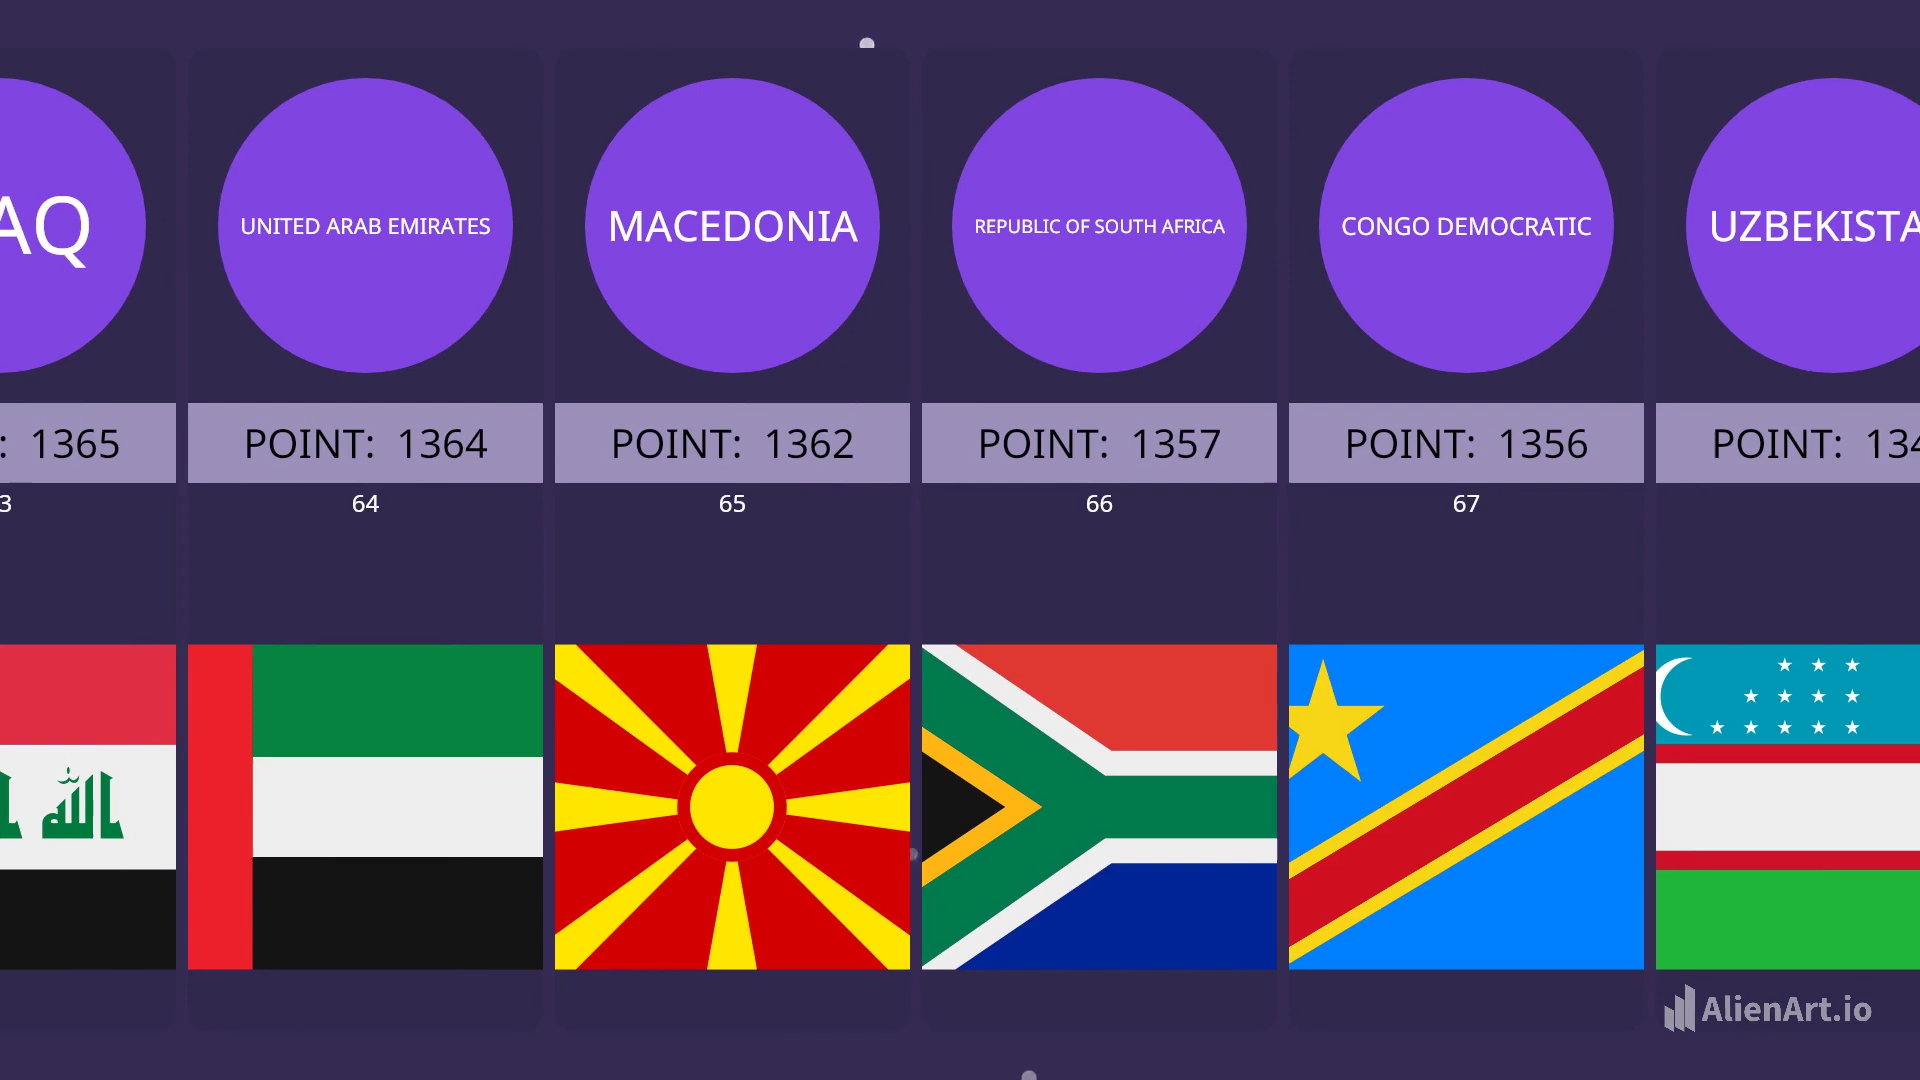 AQ
UNITED ARAB EMIRATES
MACEDONIA
REPUBLIC OF SOUTH AFRICA
CONGO DEMOCRATIC
UZBEKISTA
: 1365
POINT: 1364
POINT: 1362
POINT: 1357
POINT: 1356
POINT: 134
3
64
65
66
67
الله ا
AlienArt.io